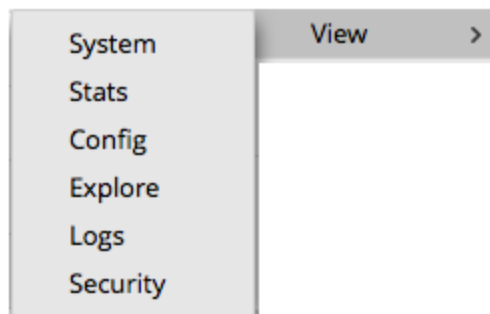 View
System
Stats
Config
Explore
Logs
Security